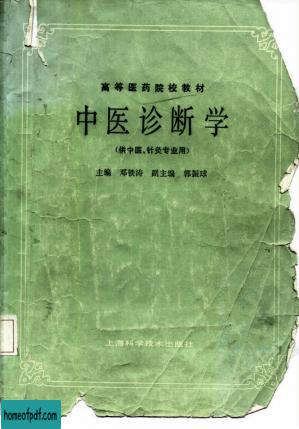 高等医药院校教材
中医诊断学
(供中医、针灸专业用)
主编 邓铁涛 副主编 郭振球
上海科学技术出版社
homeofpdf.com